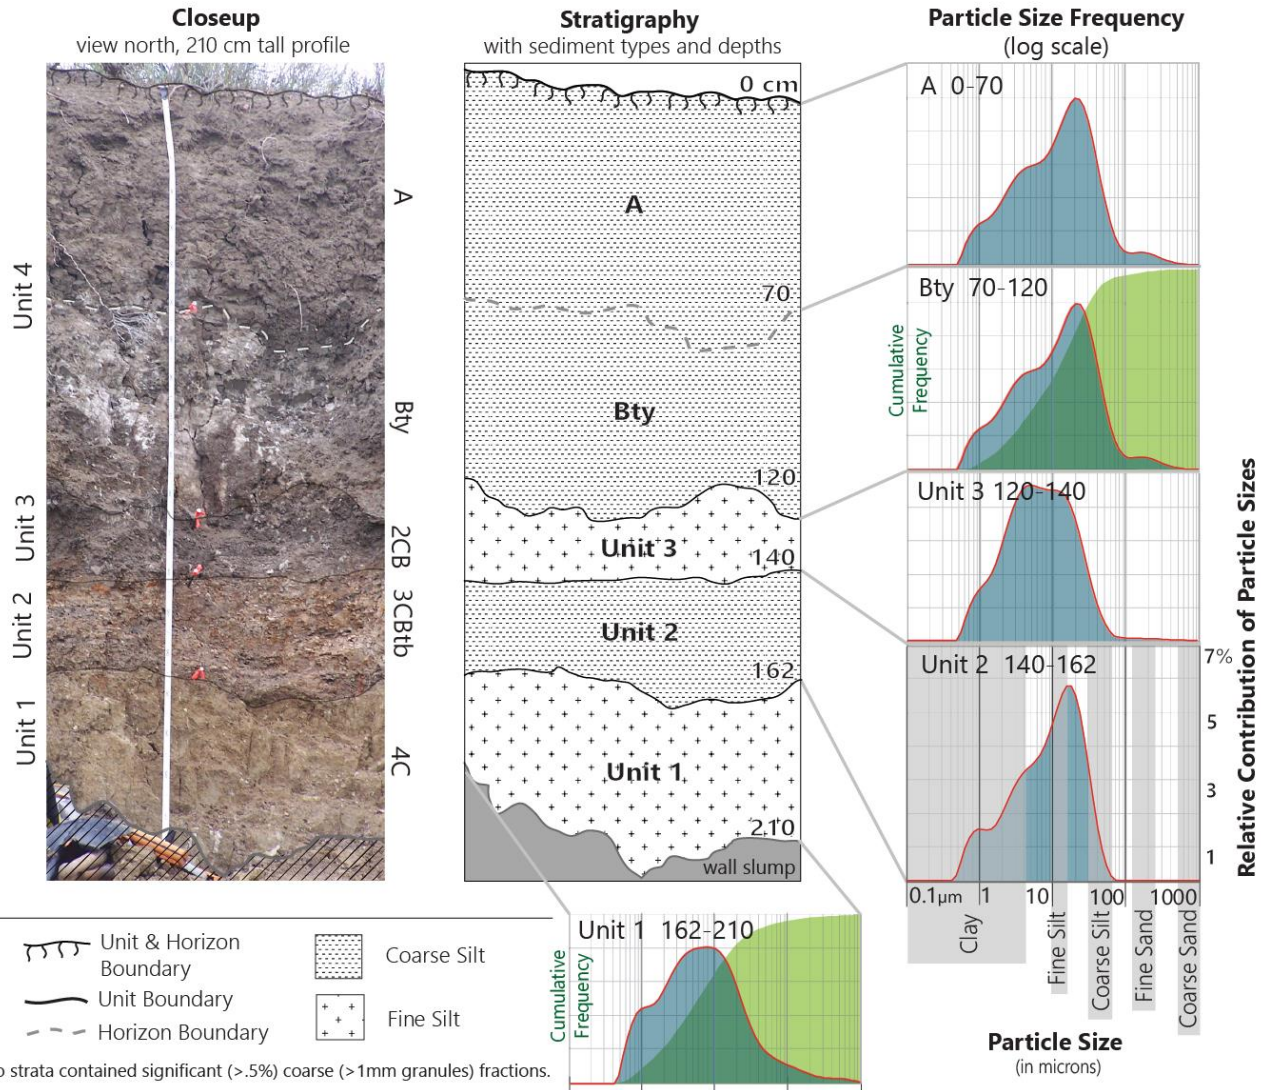 Closeup
view north, 210 cm tall profile
Stratigraphy
with sediment types and depths
Particle Size Frequency
(log scale)
0 cm
A 0-70
A
A
Unit 4
70
Bty 70-120
Cumulative
Frequency
Bty
Bty
120
Unit 3 120-140
Unit 3
2CB
Unit 3
140
Relative Contribution of Particle Sizes
Unit 2
3CBtb
Unit 2
162
Unit 2 140-162
7%
5
3
1
Unit 1
4C
Unit 1
210
wall slump
0.1μm 1 10 100 1000
Clay
Fine Silt
Coarse Silt
Fine Sand
Coarse Sand
Unit 1 162-210
Cumulative
Frequency
Unit & Horizon
Boundary
Coarse Silt
Unit Boundary
Fine Silt
Horizon Boundary
Particle Size
(in microns)
strata contained significant (>.5%) coarse (>1mm granules) fractions.